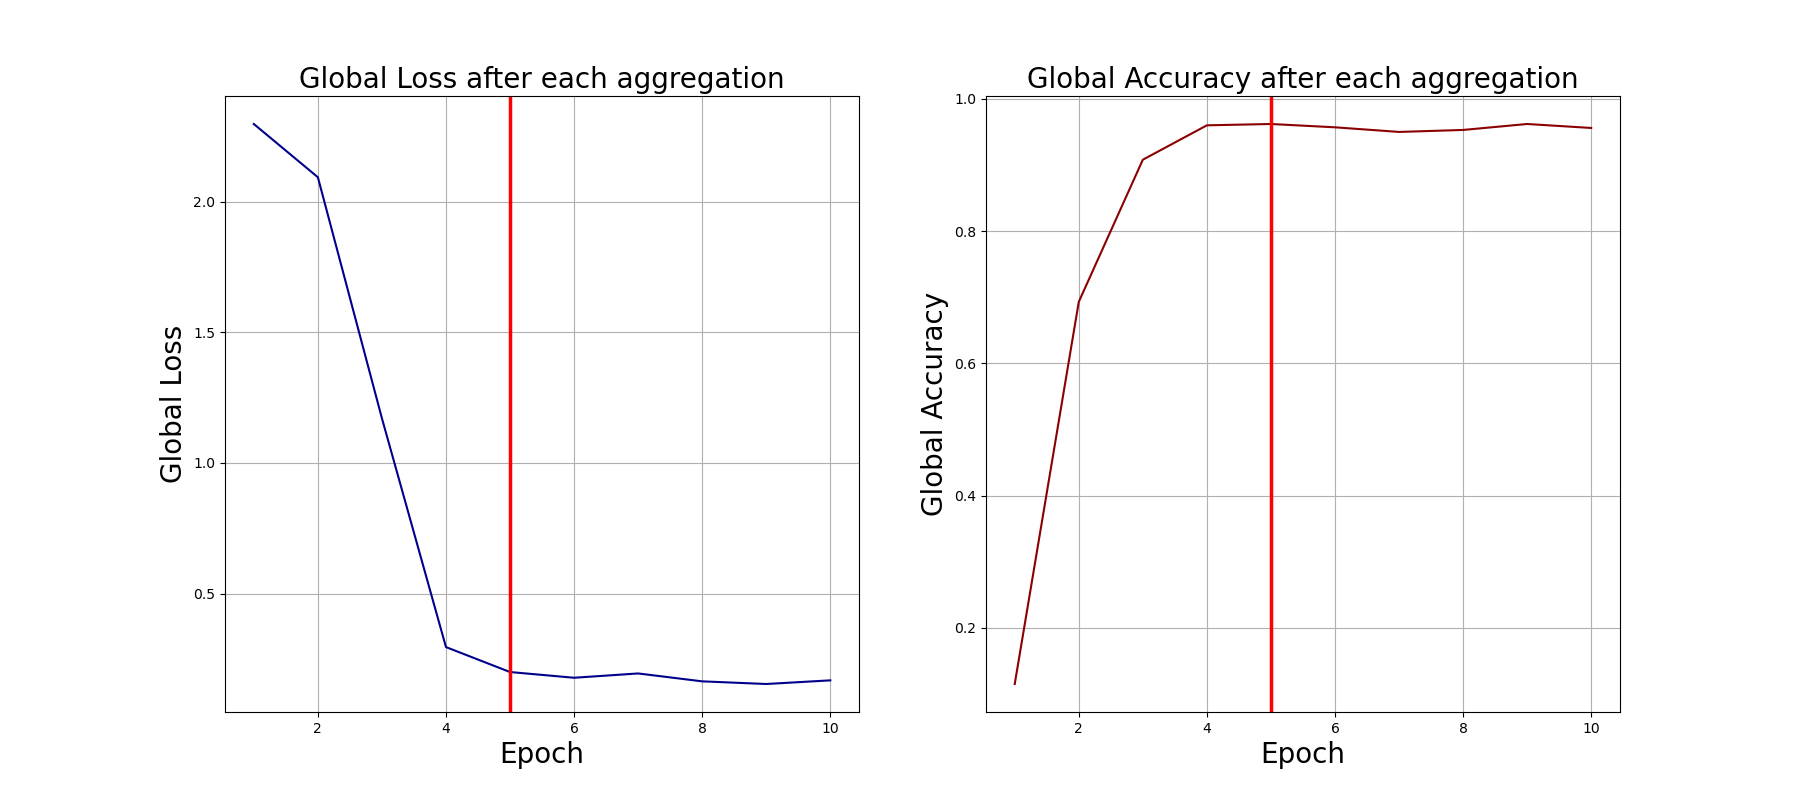 Global Loss after each aggregation
Global Loss
2.0
1.5
1.0
0.5
2 4 6 8 10
Epoch
Global Accuracy after each aggregation
Global Accuracy
1.0
0.8
0.6
0.4
0.2
2 4 6 8 10
Epoch